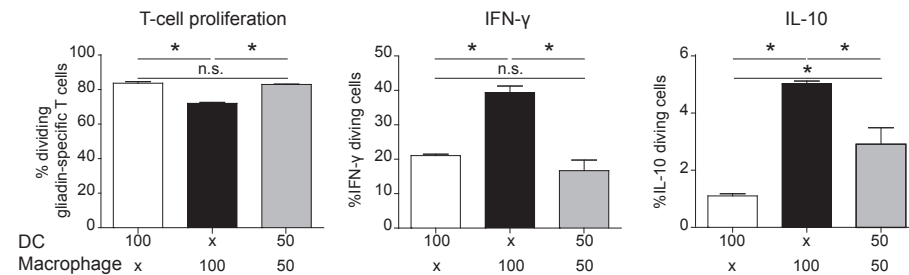 T-cell proliferation
* *
n.s.
% dividing
gliadin-specific T cells
100
80
60
40
20
0
IFN-γ
* *
n.s.
%IFN-γ diving cells
50
40
30
20
10
0
IL-10
* *
*
%IL-10 diving cells
6
4
2
0
DC 100 x 50 100 x 50 100 x 50
Macrophage x 100 50 x 100 50 x 100 50